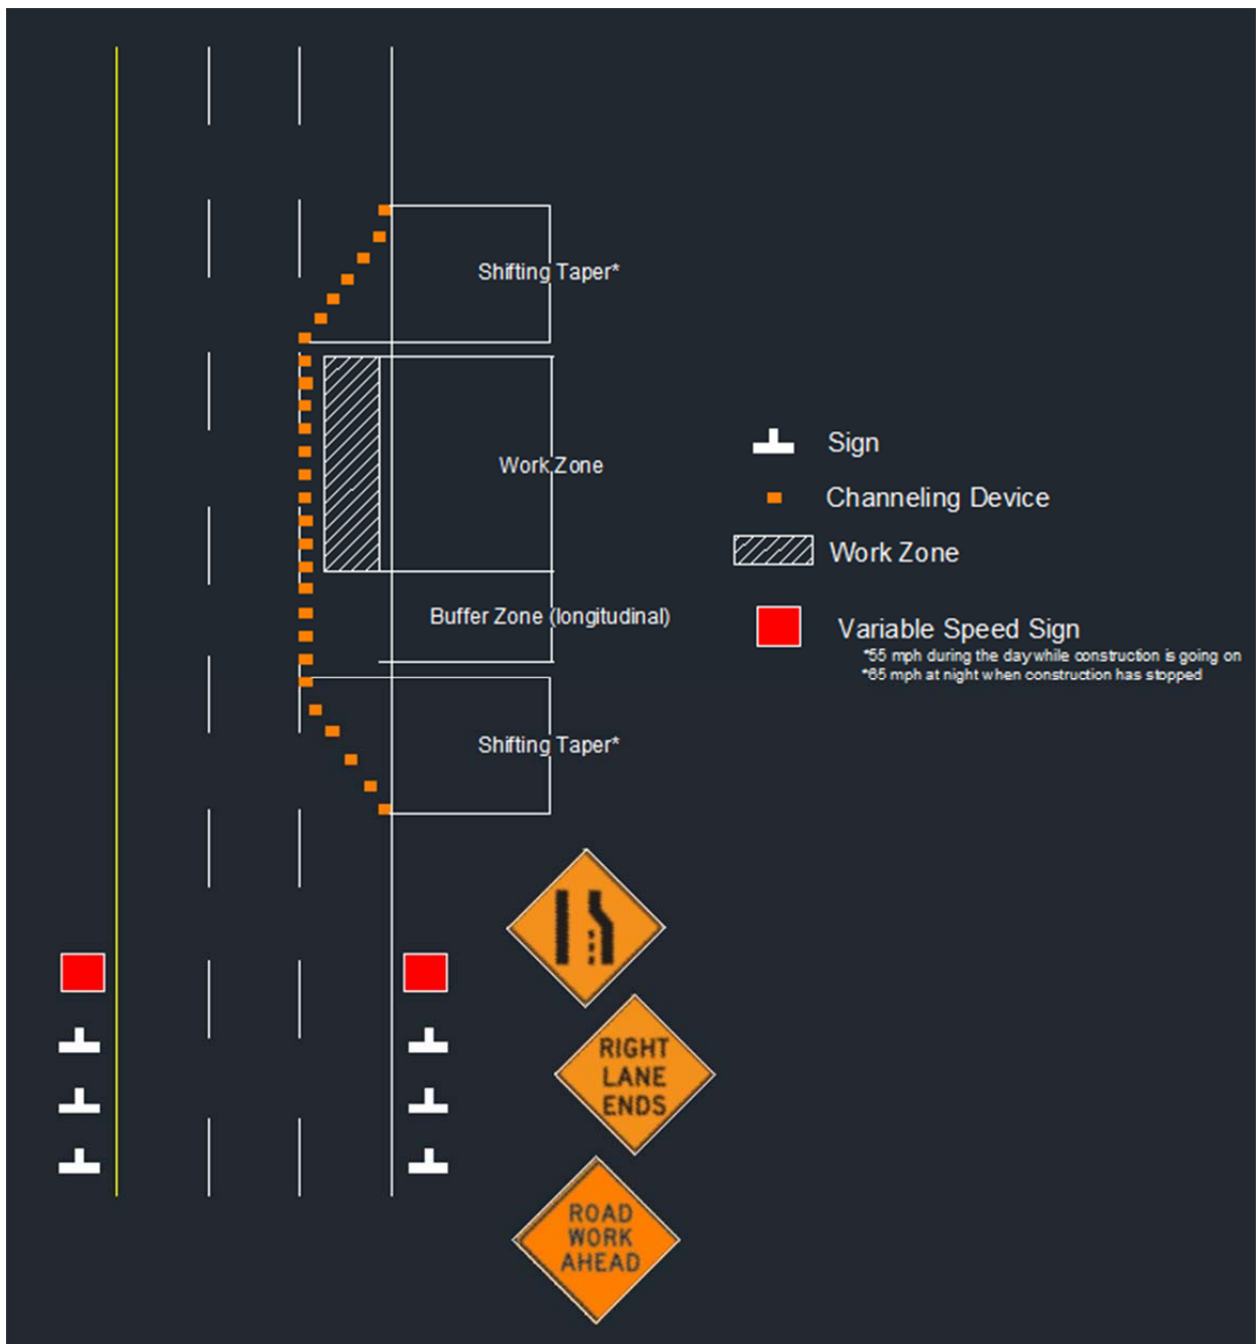 Shifting Taper*
Work Zone
Sign
Channeling Device
Work Zone
Buffer Zone (longitudinal)
Variable Speed Sign
*55 mph during the day while construction is going on
*65 mph at night when construction has stopped
Shifting Taper*
RIGHT
LANE
ENDS
ROAD
WORK
AHEAD